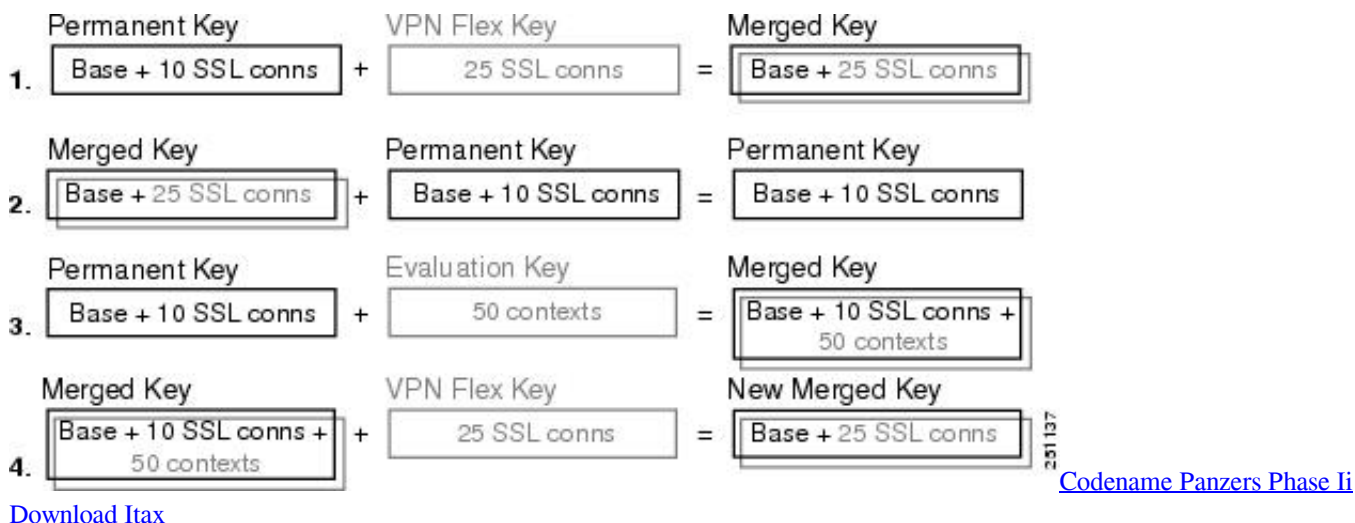 Permanent Key VPN Flex Key Merged Key
1. Base + 10 SSL conns + 25 SSL conns = Base + 25 SSL conns
Merged Key Permanent Key Permanent Key
2. Base + 25 SSL conns + Base + 10 SSL conns = Base + 10 SSL conns
Permanent Key Evaluation Key Merged Key
3. Base + 10 SSL conns + 50 contexts = Base + 10 SSL conns +
50 contexts
Merged Key VPN Flex Key New Merged Key
4. Base + 10 SSL conns + + 25 SSL conns = Base + 25 SSL conns
50 contexts
251137
Codename Panzers Phase Ii
Download Itax